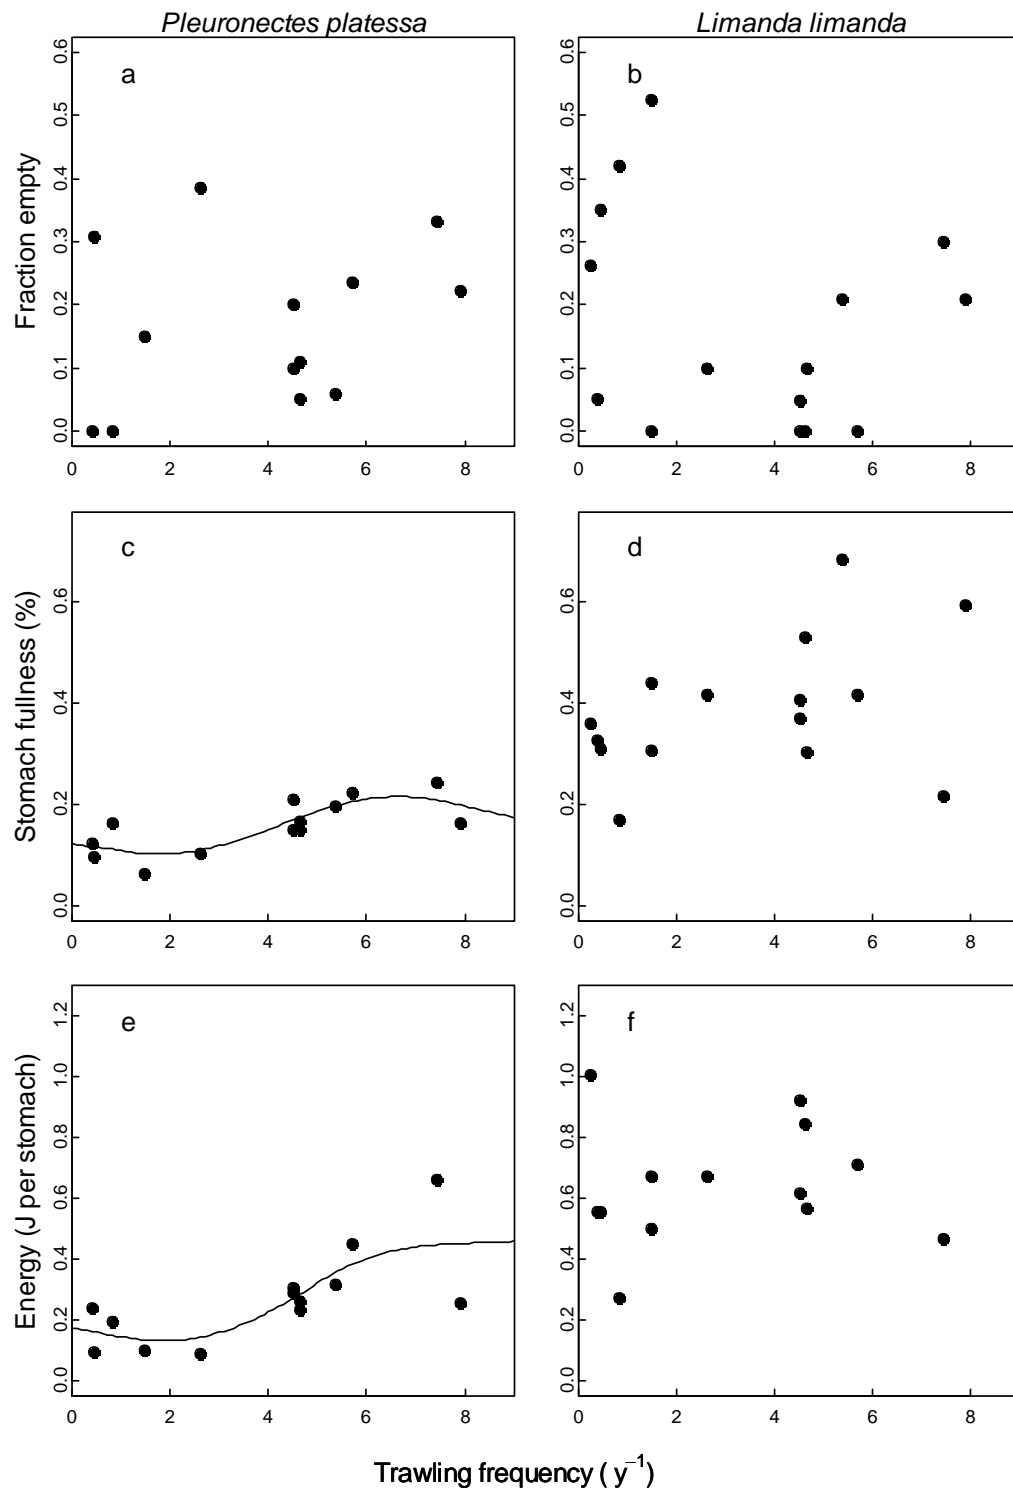 Pleuronectes platessa
Limanda limanda
a
b
Fraction empty
0.0 0.1 0.2 0.3 0.4 0.5 0.6
0 2 4 6 8
0.0 0.1 0.2 0.3 0.4 0.5 0.6
0 2 4 6 8
c
d
Stomach fullness (%)
0.0 0.2 0.4 0.6
0 2 4 6 8
0.0 0.2 0.4 0.6
0 2 4 6 8
e
f
Energy (J per stomach)
0.0 0.2 0.4 0.6 0.8 1.0 1.2
0 2 4 6 8
0.0 0.2 0.4 0.6 0.8 1.0 1.2
0 2 4 6 8
Trawling frequency ( y⁻¹)